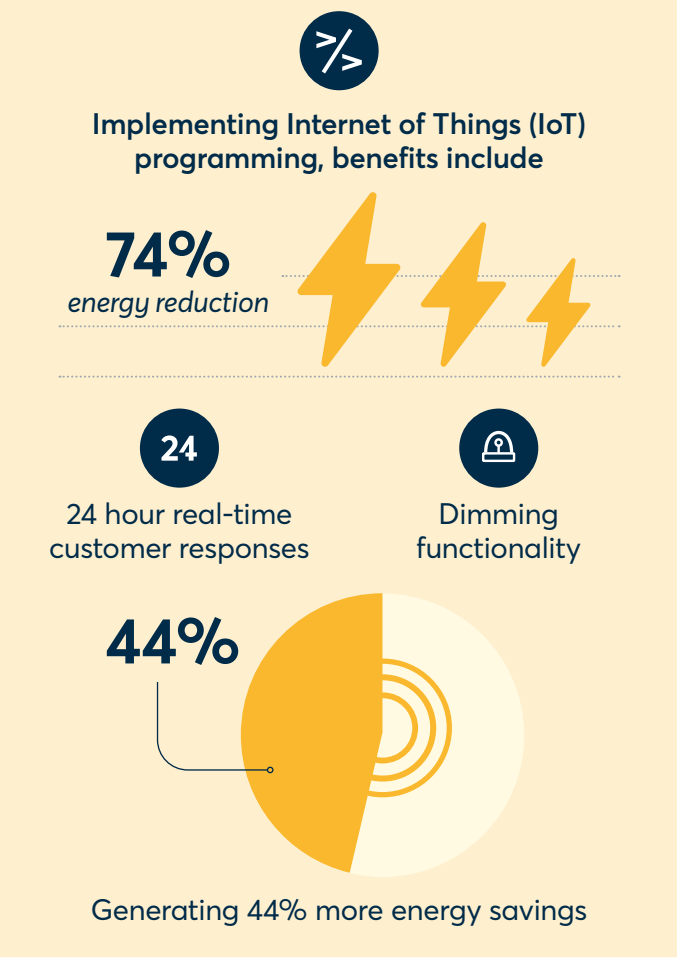 Implementing Internet of Things (IoT)
programming, benefits include
74%
energy reduction
24
24 hour real-time
customer responses
Dimming
functionality
44%
Generating 44% more energy savings